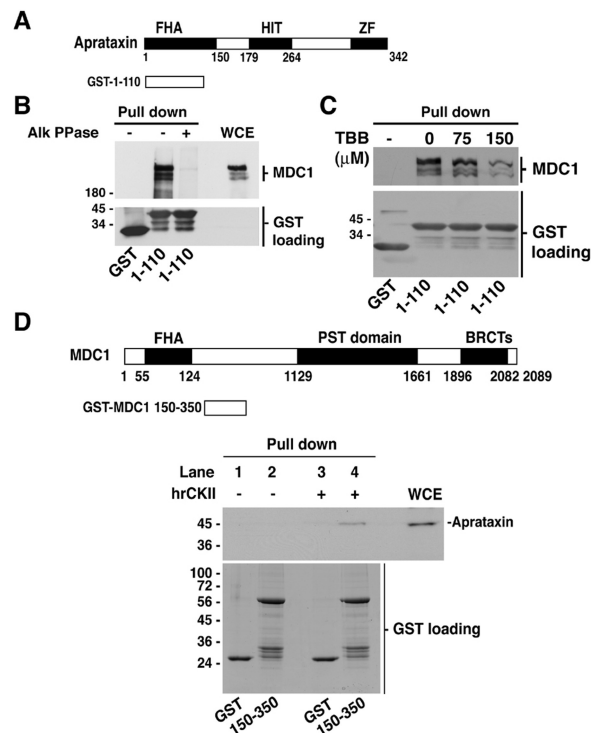 A
FHA HIT ZF
Aprataxin
1 150 179 264 342
GST-1-110
B
Pull down
Alk PPase - - + WCE
MDC1
180 -
45 -
34 -
GST loading
GST 1-110 1-110
C
Pull down
TBB (μM) - 0 75 150
MDC1
45 -
34 -
GST loading
GST 1-110 1-110 1-110
D
FHA PST domain BRCTs
MDC1
1 55 124 1129 1661 1896 2082 2089
GST-MDC1 150-350
Pull down
Lane 1 2 3 4
hrCKII - - + + WCE
45 -
-Aprataxin
36 -
100 -
72 -
56 -
45 -
36 -
24 -
- GST loading
GST 150-350 GST 150-350